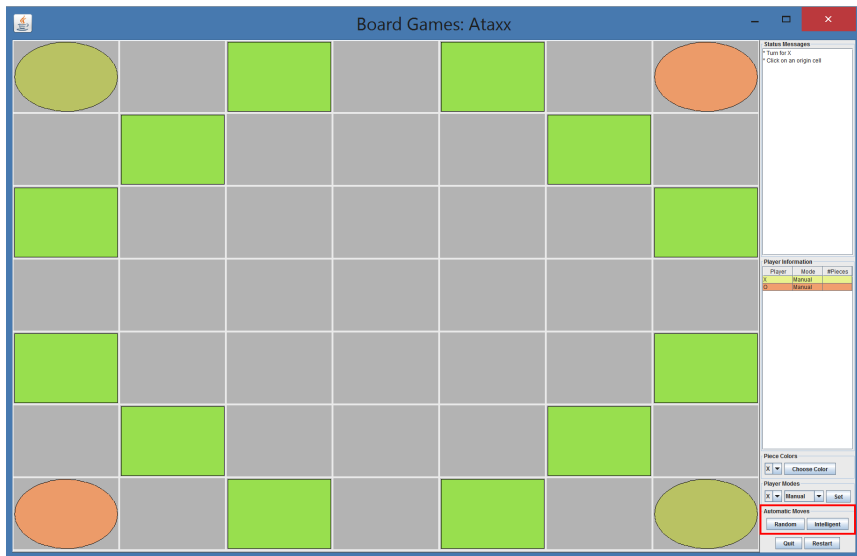 Board Games: Ataxx
Status Messages
* Turn for X
* Click on an origin cell
Player Information
Player Mode #Pieces
X Manual
O Manual
Piece Colors
X Choose Color
Player Modes
X Manual Set
Automatic Moves
Random Intelligent
Quit Restart